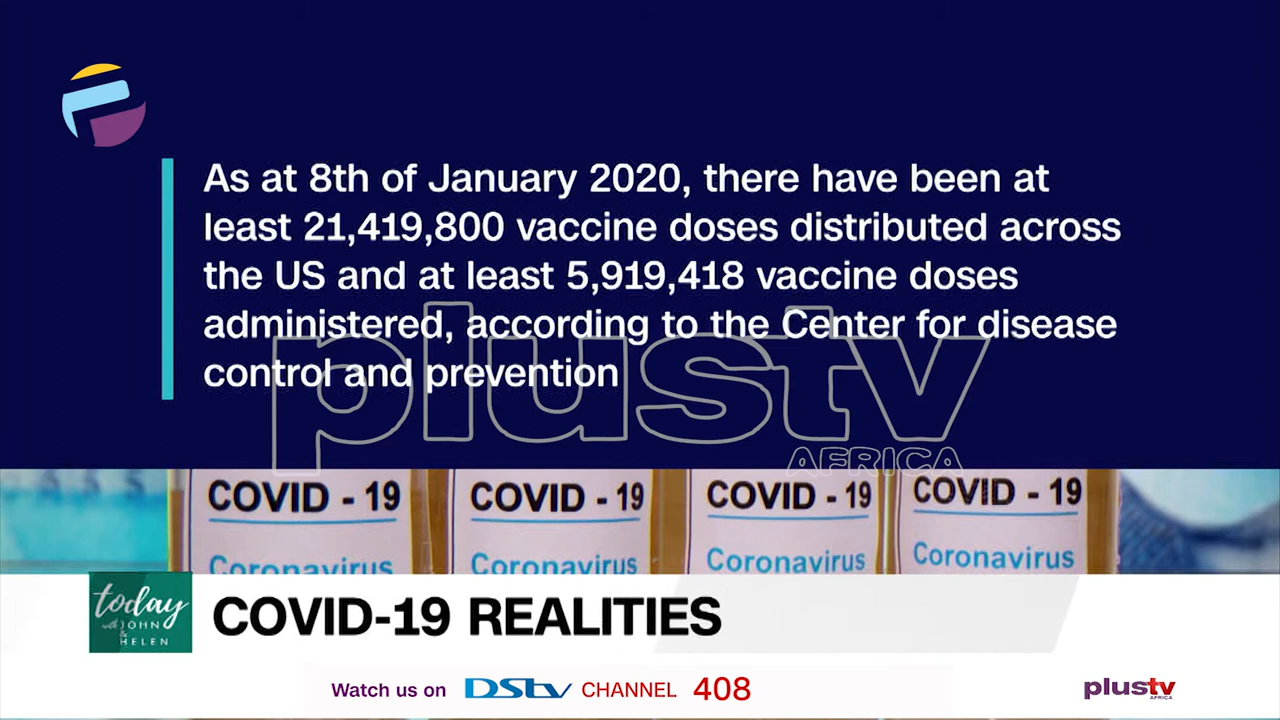 As at 8th of January 2020, there have been at
least 21,419,800 vaccine doses distributed across
the US and at least 5,919,418 vaccine doses
administered, according to the Center for disease
control and prevention
plustv
AFRICA
COVID - 19 COVID - 19 COVID - 19 COVID - 19
Coronavirus Coronavirus Coronavirus Coronavirus
today
with JOHN
&
HELEN
COVID-19 REALITIES
Watch us on DStv CHANNEL 408
plustv
AFRICA